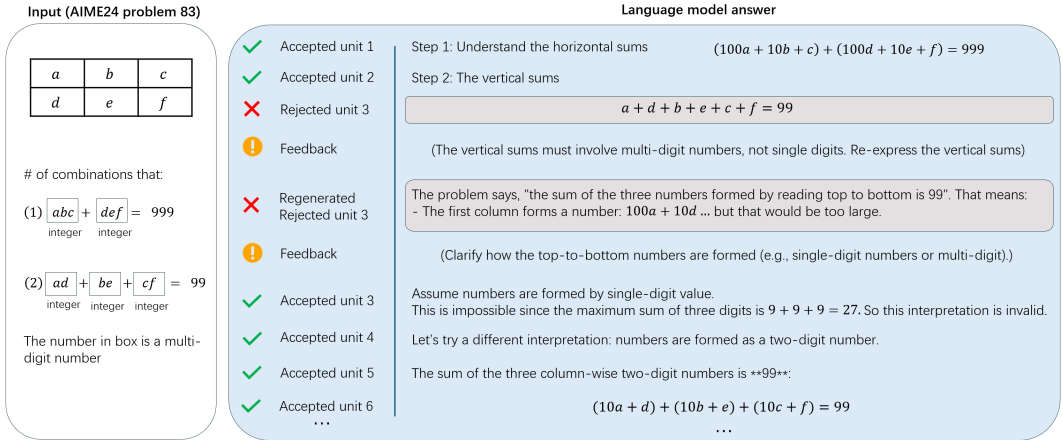 Input (AIME24 problem 83)
a b c
d e f
# of combinations that:
(1) abc + def = 999
integer integer
(2) ad + be + cf = 99
integer integer integer
The number in box is a multi-
digit number
Language model answer
Accepted unit 1 Step 1: Understand the horizontal sums (100a + 10b + c) + (100d + 10e + f) = 999
Accepted unit 2 Step 2: The vertical sums
Rejected unit 3 a + d + b + e + c + f = 99
Feedback (The vertical sums must involve multi-digit numbers, not single digits. Re-express the vertical sums)
Regenerated
Rejected unit 3
The problem says, "the sum of the three numbers formed by reading top to bottom is 99". That means:
- The first column forms a number: 100a + 10d ... but that would be too large.
Feedback (Clarify how the top-to-bottom numbers are formed (e.g., single-digit numbers or multi-digit).)
Accepted unit 3
Assume numbers are formed by single-digit value.
This is impossible since the maximum sum of three digits is 9 + 9 + 9 = 27. So this interpretation is invalid.
Accepted unit 4 Let's try a different interpretation: numbers are formed as a two-digit number.
Accepted unit 5 The sum of the three column-wise two-digit numbers is **99**:
Accepted unit 6 (10a + d) + (10b + e) + (10c + f) = 99
... ...